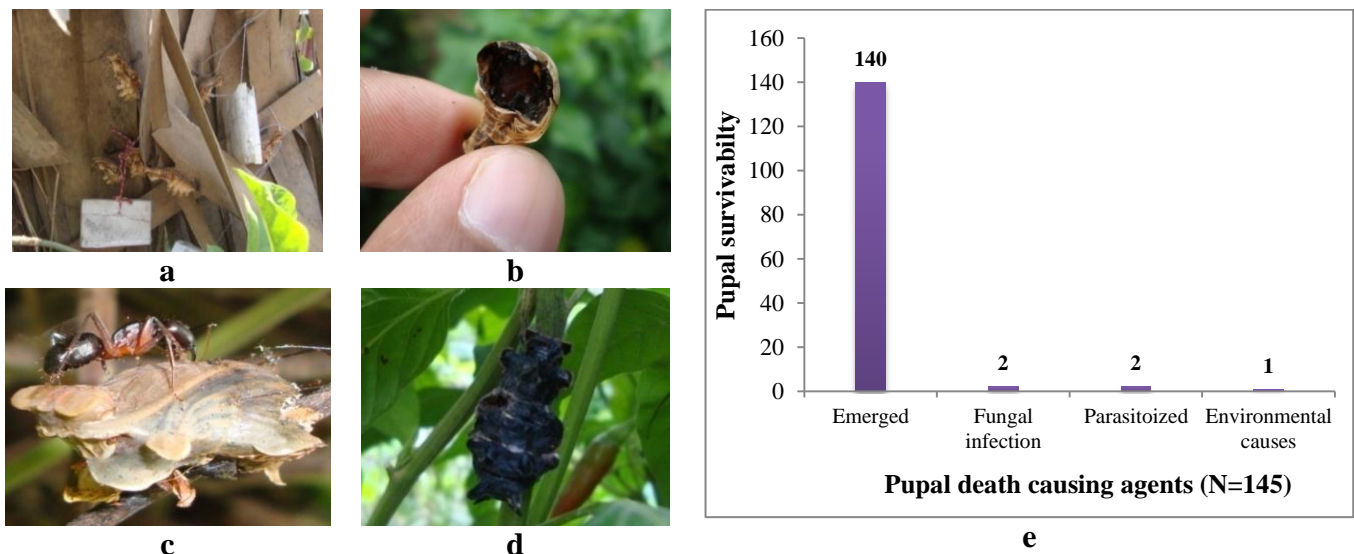 a
b
c
d
160
140
120
100
80
60
40
20
0
Pupal survivabilty
140
2
2
1
Emerged
Fungal
infection
Parasitoized
Environmental
causes
Pupal death causing agents (N=145)
e